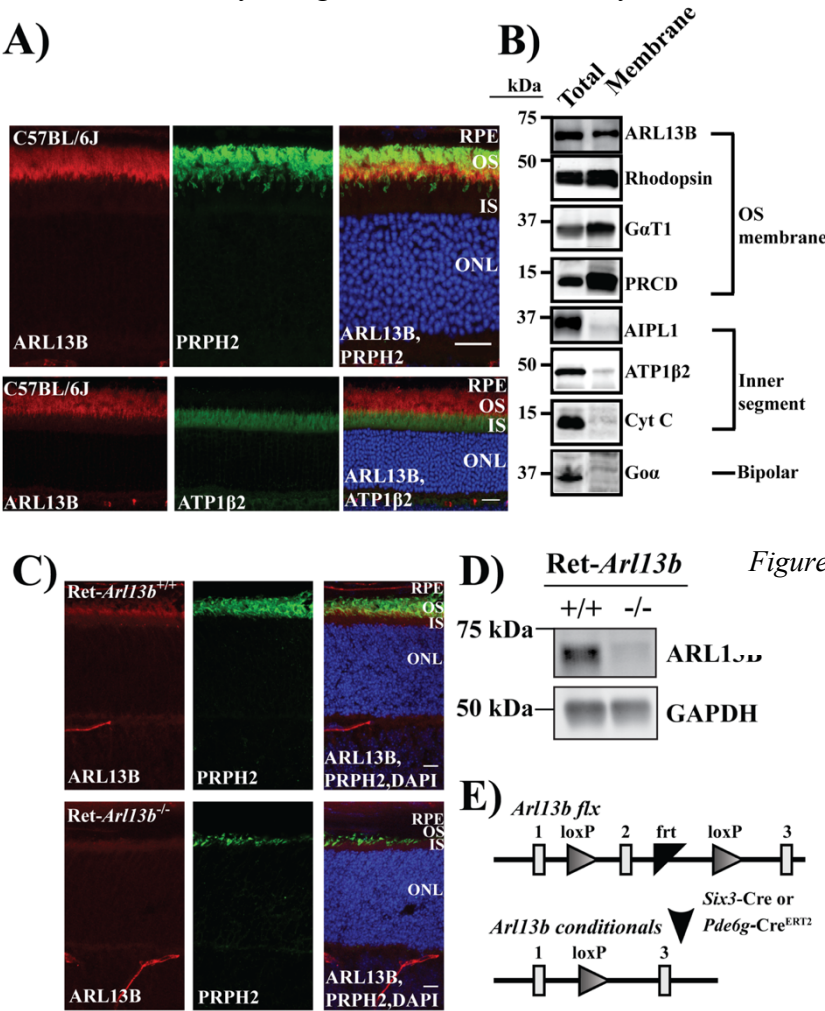 A)
C57BL/6J
RPE
OS
IS
ONL
ARL13B
PRPH2
ARL13B,
PRPH2
C57BL/6J
RPE
OS
IS
ONL
ARL13B
ATP1β2
ARL13B,
ATP1β2
B)
kDa Total Membrane
75
ARL13B
50
Rhodopsin
37
GαT1
15
PRCD
OS
membrane
37
AIPL1
50
ATP1β2
15
Cyt C
Inner
segment
37
Goα
Bipolar
C)
Ret-Arl13b+/+
RPE
OS
IS
ONL
ARL13B
PRPH2
ARL13B,
PRPH2,DAPI
Ret-Arl13b-/-
RPE
OS
IS
ONL
ARL13B
PRPH2
ARL13B,
PRPH2,DAPI
D)
Ret-Arl13b
+/+ -/-
75 kDa
50 kDa
GAPDH
Figure
E)
Arl13b flx
1 loxP 2 frt loxP 3
Six3-Cre or
Pde6g-CreERT2
Arl13b conditionals
1 loxP 3